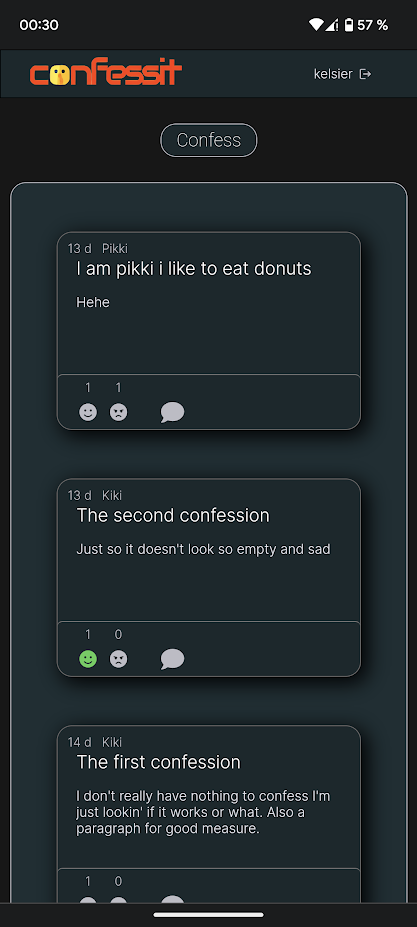 00:30 57 %
confessit kelsier
Confess
13 d Pikki
I am pikki i like to eat donuts
Hehe
1 1
13 d Kiki
The second confession
Just so it doesn't look so empty and sad
1 0
14 d Kiki
The first confession
I don't really have nothing to confess I'm
just lookin' if it works or what. Also a
paragraph for good measure.
1 0